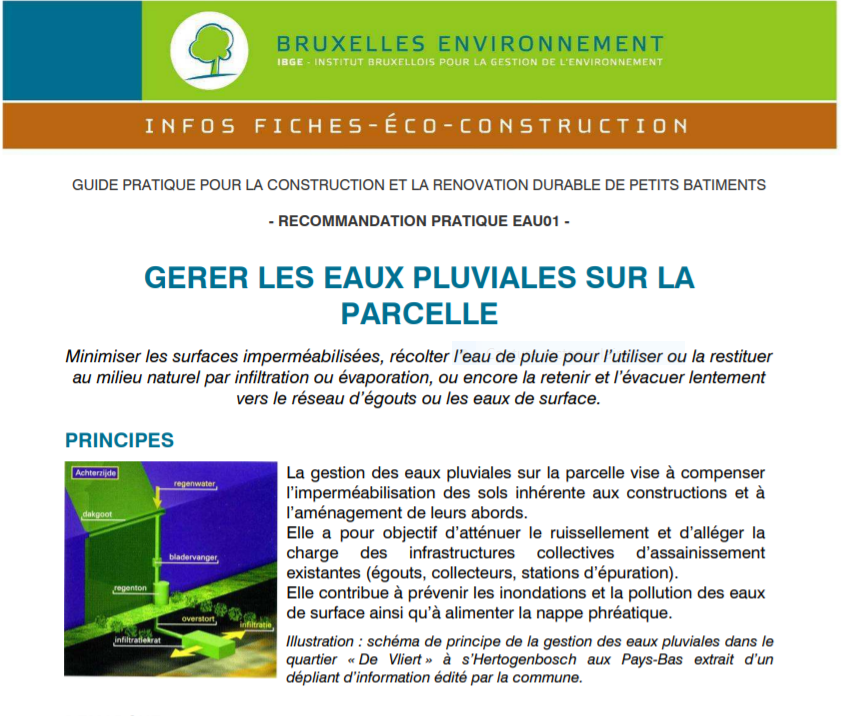 BRUXELLES ENVIRONNEMENT
IBGE - INSTITUT BRUXELLOIS POUR LA GESTION DE L'ENVIRONNEMENT
INFOS FICHES-ÉCO-CONSTRUCTION
GUIDE PRATIQUE POUR LA CONSTRUCTION ET LA RENOVATION DURABLE DE PETITS BATIMENTS
- RECOMMANDATION PRATIQUE EAU01 -
GERER LES EAUX PLUVIALES SUR LA
PARCELLE
Minimiser les surfaces imperméabilisées, récolter l'eau de pluie pour l'utiliser ou la restituer
au milieu naturel par infiltration ou évaporation, ou encore la retenir et l'évacuer lentement
vers le réseau d'égouts ou les eaux de surface.
PRINCIPES
Achterzijde
regenwater
dakgoot
bladervanger
regenton
overstort
infiltratie
infiltratiekrat
La gestion des eaux pluviales sur la parcelle vise à compenser
l'imperméabilisation des sols inhérente aux constructions et à
l'aménagement de leurs abords.
Elle a pour objectif d'atténuer le ruissellement et d'alléger la
charge des infrastructures collectives d'assainissement
existantes (égouts, collecteurs, stations d'épuration).
Elle contribue à prévenir les inondations et la pollution des eaux
de surface ainsi qu'à alimenter la nappe phréatique.
Illustration : schéma de principe de la gestion des eaux pluviales dans le
quartier « De Vliert » à s'Hertogenbosch aux Pays-Bas extrait d'un
dépliant d'information édité par la commune.